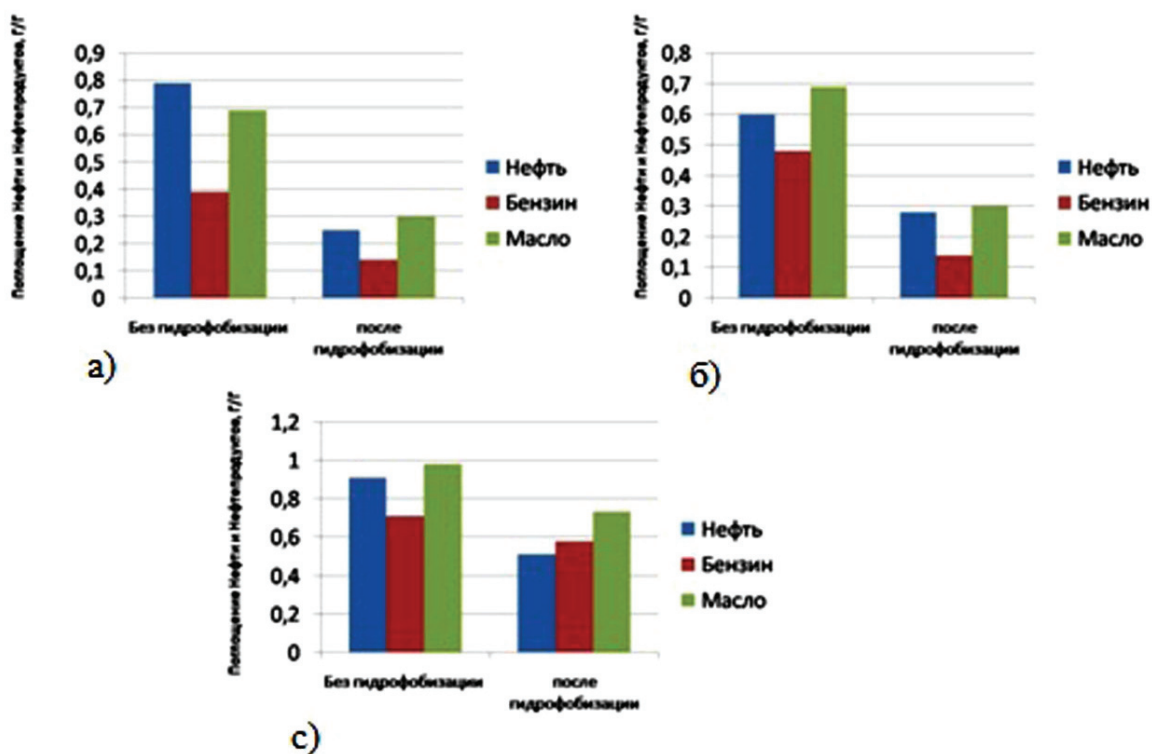 Поглощение Нефти и Нефтепродуктов, Г/Г
0,9
0,8
0,7
0,6
0,5
0,4
0,3
0,2
0,1
0
Без гидрофобизации
после
гидрофобизации
Нефть
Бензин
Масло
а)
Поглощение Нефти и Нефтепродуктов, Г/Г
0,8
0,7
0,6
0,5
0,4
0,3
0,2
0,1
0
Без гидрофобизации
после
гидрофобизации
Нефть
Бензин
Масло
б)
Поглощение Нефти и Нефтепродуктов, Г/Г
1,2
1
0,8
0,6
0,4
0,2
0
Без гидрофобизации
после
гидрофобизации
Нефть
Бензин
Масло
с)